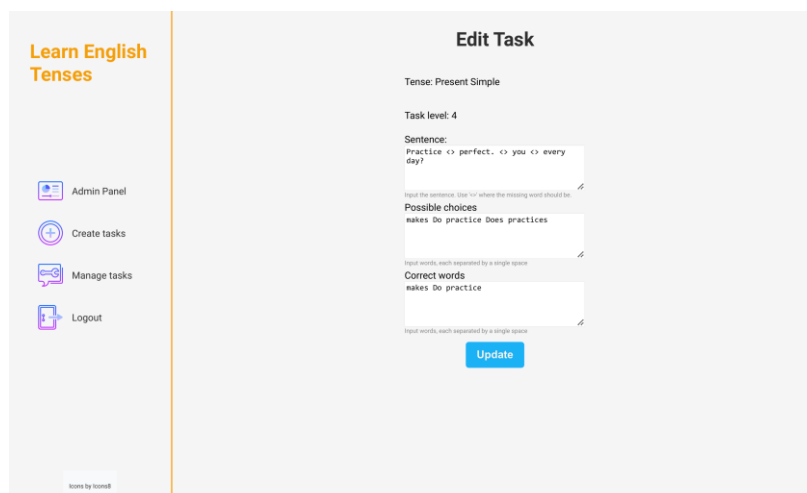 Learn English
Tenses
Admin Panel
Create tasks
Manage tasks
Logout
Icons by Icons8
Edit Task
Tense: Present Simple
Task level: 4
Sentence:
Practice <> perfect. <> you <> every
day?
Input the sentence. Use '<>' where the missing word should be.
Possible choices
makes Do practice Does practices
Input words, each separated by a single space
Correct words
makes Do practice
Input words, each separated by a single space
Update